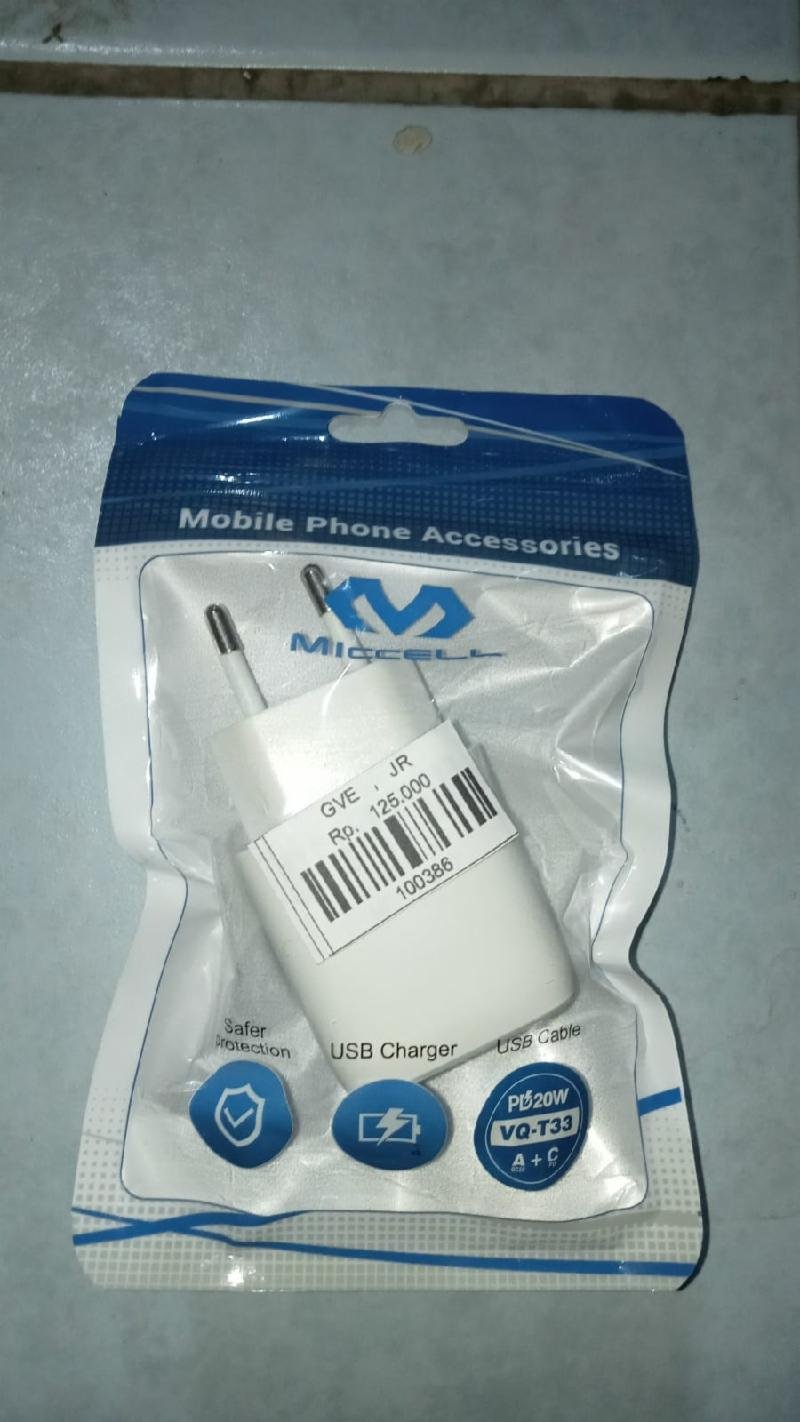 Mobile Phone Accessories
MICCELL
GVE , JR
Rp. 125.000
100386
Safer
Protection
USB Charger
USB Cable
PD20W
VQ-T33
A + C